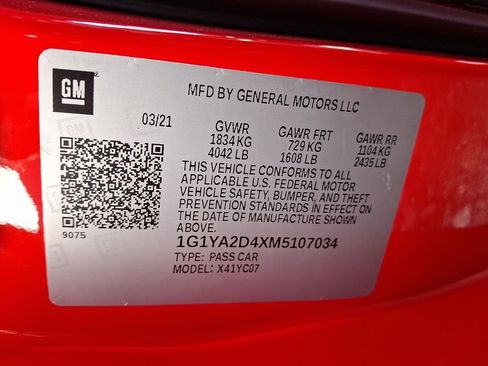 GM
MFD BY GENERAL MOTORS LLC
03/21
GVWR GAWR FRT GAWR RR
1834 KG 729 KG 1104 KG
4042 LB 1608 LB 2435 LB
THIS VEHICLE CONFORMS TO ALL
APPLICABLE U.S. FEDERAL MOTOR
VEHICLE SAFETY, BUMPER, AND THEFT
PREVENTION STANDARDS IN EFFECT ON
THE DATE OF MANUFACTURE SHOWN
ABOVE.
9075
1G1YA2D4XM5107034
TYPE: PASS CAR
MODEL: X41YC07